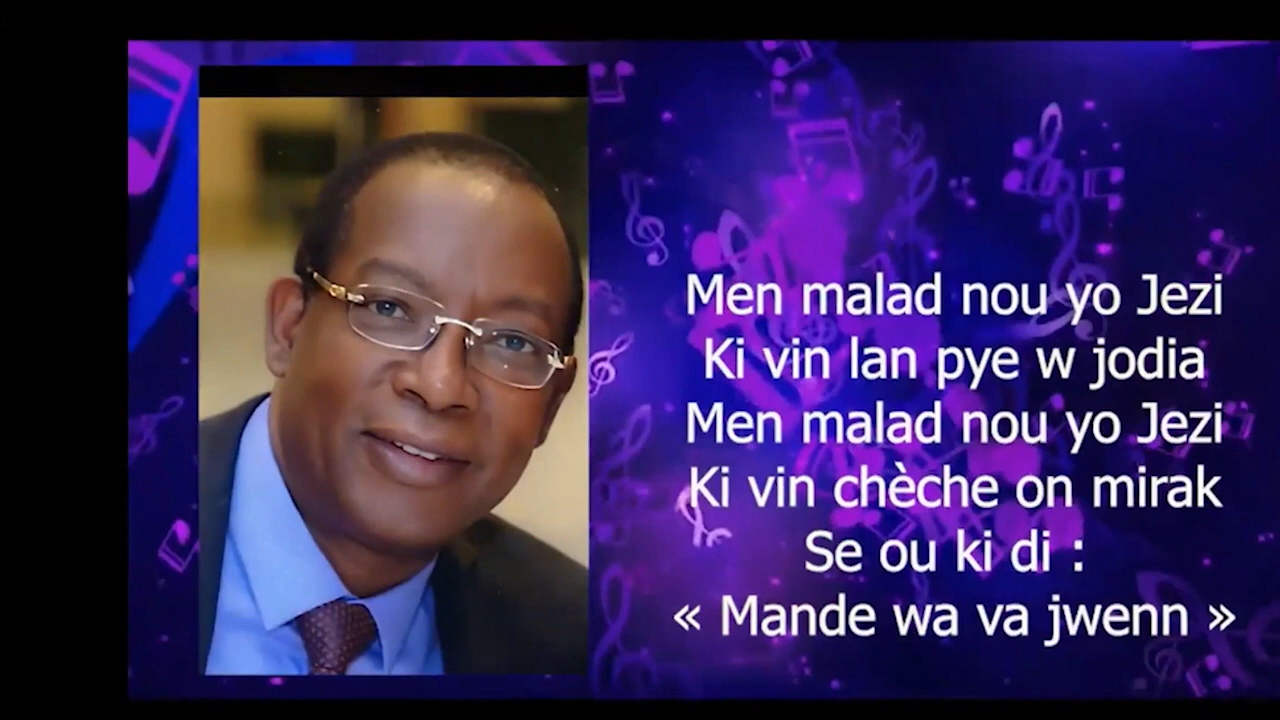 Men malad nou yo Jezi
Ki vin lan pye w jodia
Men malad nou yo Jezi
Ki vin chèche on mirak
Se ou ki di :
« Mande wa va jwenn »